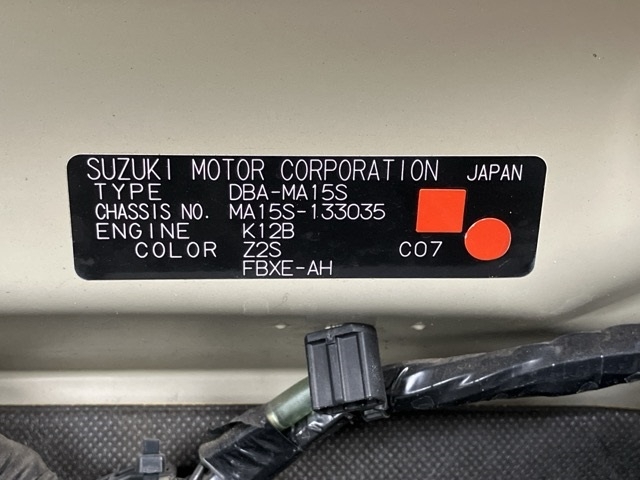 SUZUKI MOTOR CORPORATION JAPAN
TYPE DBA-MA15S
CHASSIS NO. MA15S-133035
ENGINE K12B
COLOR Z2S C07
FBXE-AH